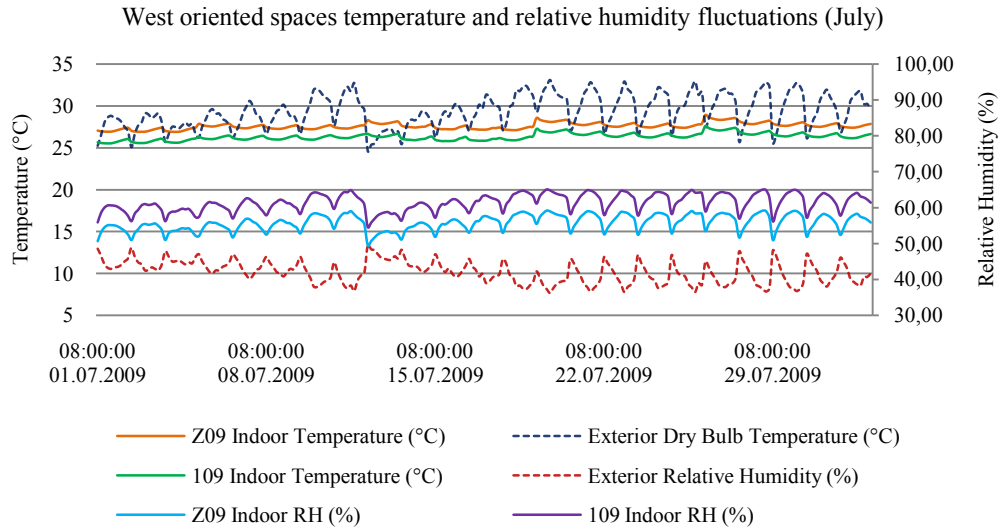 West oriented spaces temperature and relative humidity fluctuations (July)
Temperature (°C)
35
30
25
20
15
10
5
100,00
90,00
80,00
70,00
60,00
50,00
40,00
30,00
Relative Humidity (%)
08:00:00 08:00:00 08:00:00 08:00:00 08:00:00
01.07.2009 08.07.2009 15.07.2009 22.07.2009 29.07.2009
Z09 Indoor Temperature (°C) Exterior Dry Bulb Temperature (°C)
109 Indoor Temperature (°C) Exterior Relative Humidity (%)
Z09 Indoor RH (%) 109 Indoor RH (%)